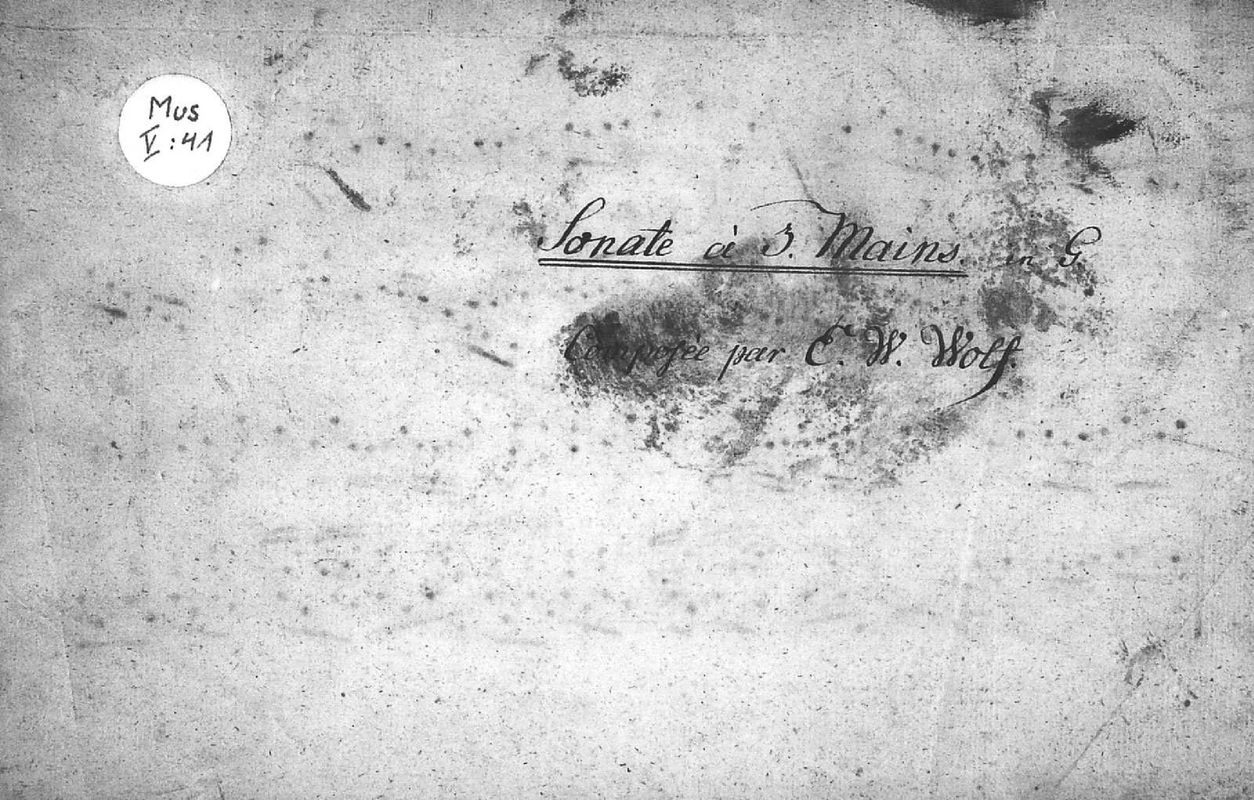 Mus
V:41
Sonate à 3. Mains. in G.
Composée par E. W. Wolf.